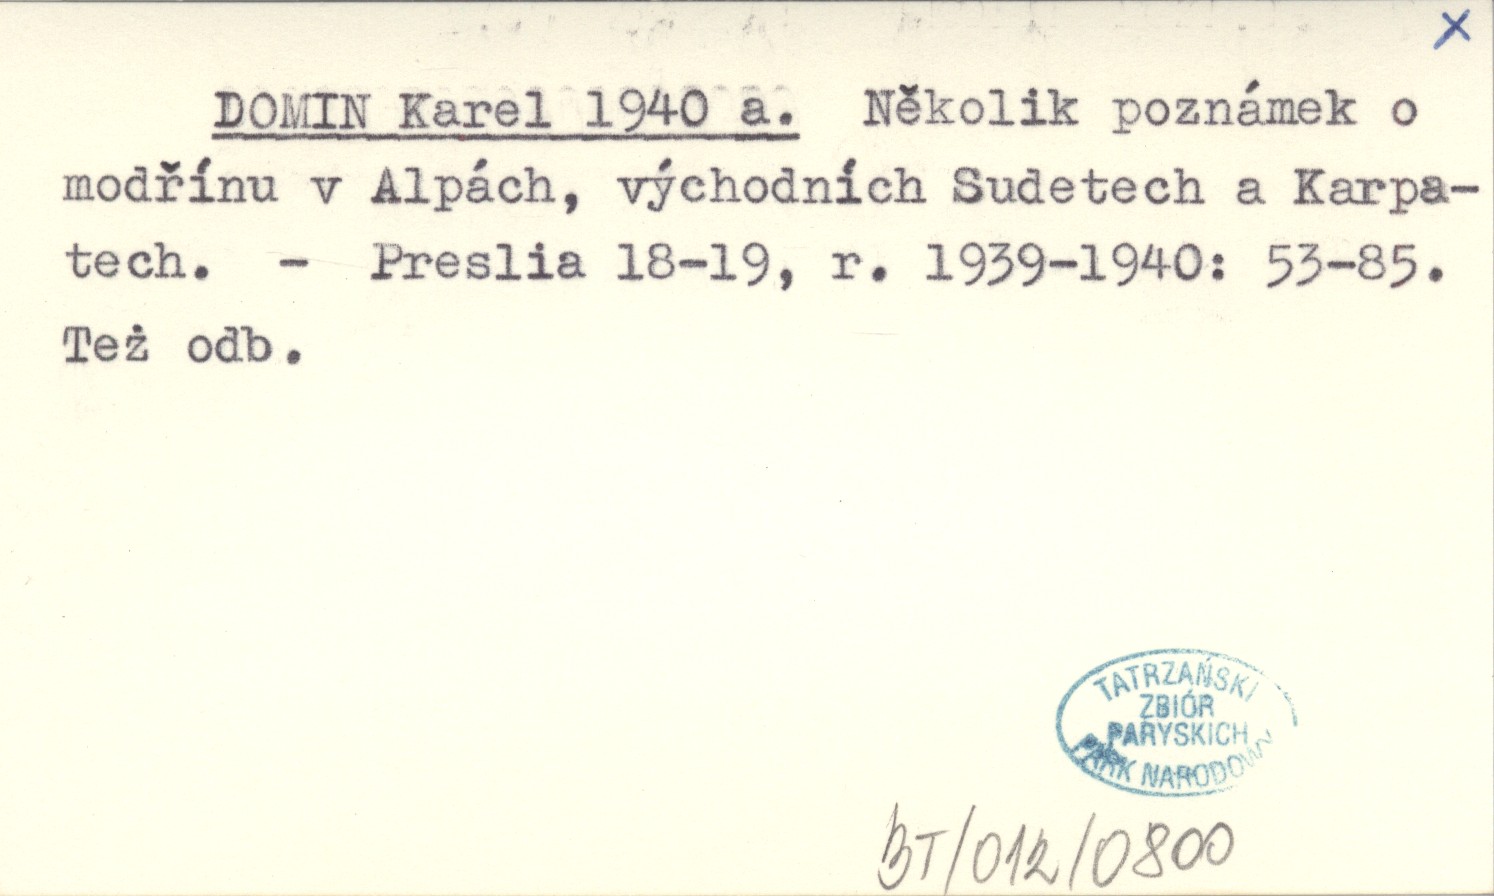 x
DOMIN Karel 1940 a. Několik poznámek o
modřínu v Alpách, východních Sudetech a Karpa-
tech. - Preslia 18-19, r. 1939-1940: 53-85.
Też odb.
TATRZAŃSKI
ZBIÓR
PARYSKICH
PARK NARODOWY
BT/012/0800